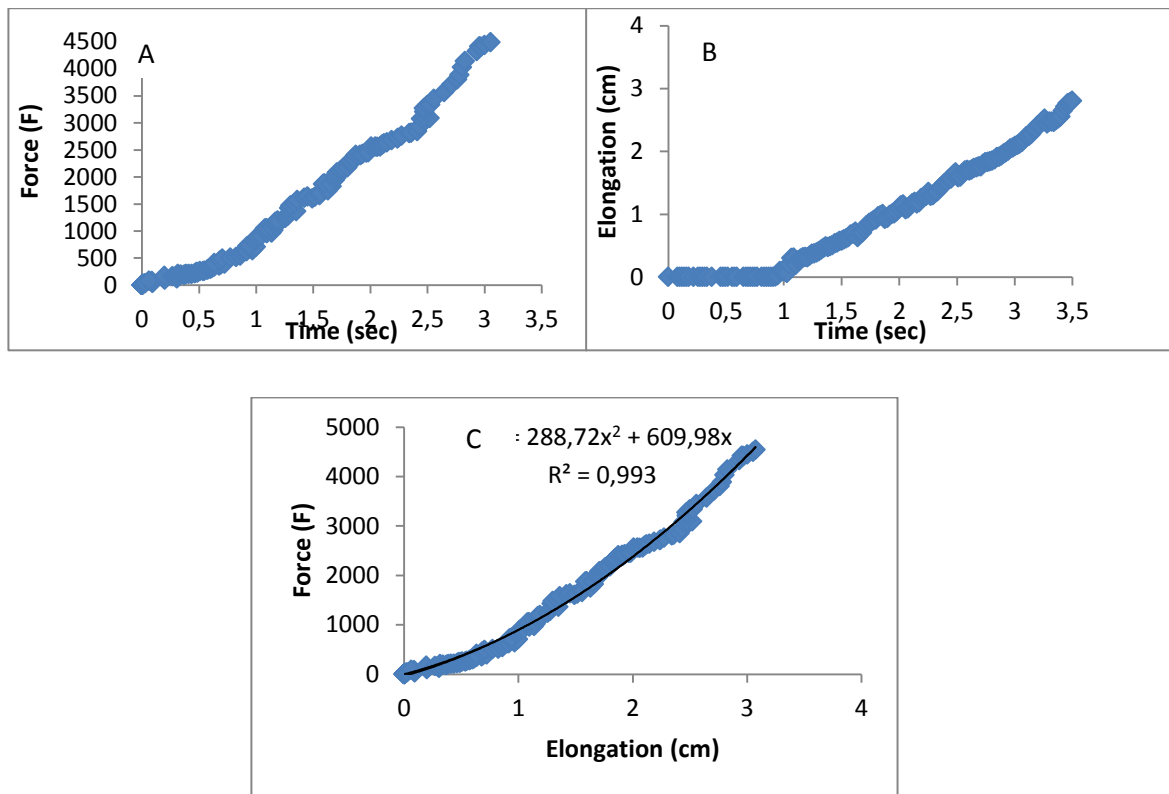 A
Force (F)
4500
4000
3500
3000
2500
2000
1500
1000
500
0
0 0,5 1 1,5 2 2,5 3 3,5
Time (sec)
B
Elongation (cm)
4
3
2
1
0
0 0,5 1 1,5 2 2,5 3 3,5
Time (sec)
C = 288,72x² + 609,98x
R² = 0,993
Force (F)
5000
4000
3000
2000
1000
0
0 1 2 3 4
Elongation (cm)